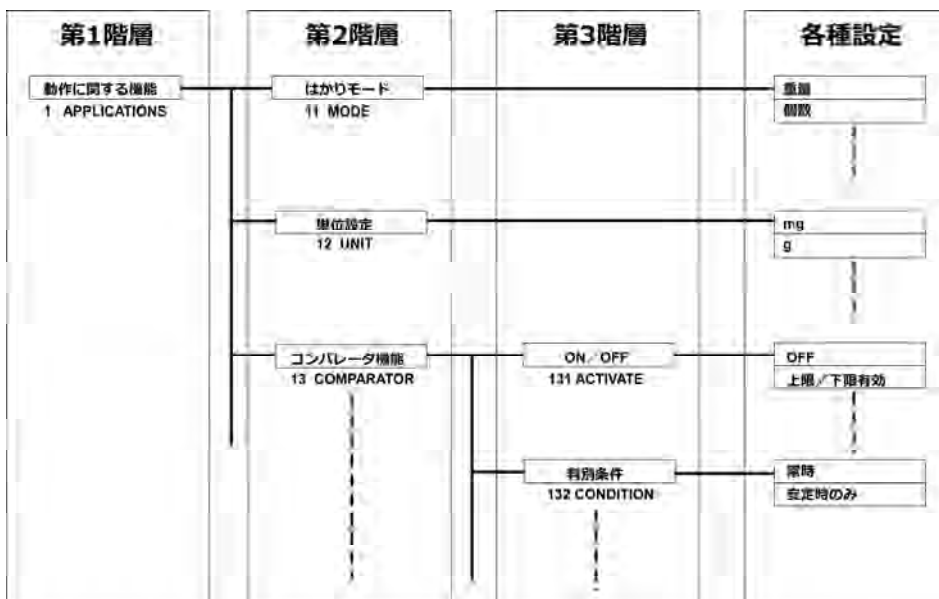 第1階層
第2階層
第3階層
各種設定
動作に関する機能
1 APPLICATIONS
はかりモード
11 MODE
重量
個数
単位設定
12 UNIT
mg
g
コンパレータ機能
13 COMPARATOR
ON／OFF
131 ACTIVATE
OFF
上限／下限有効
判別条件
132 CONDITION
常時
安定時のみ